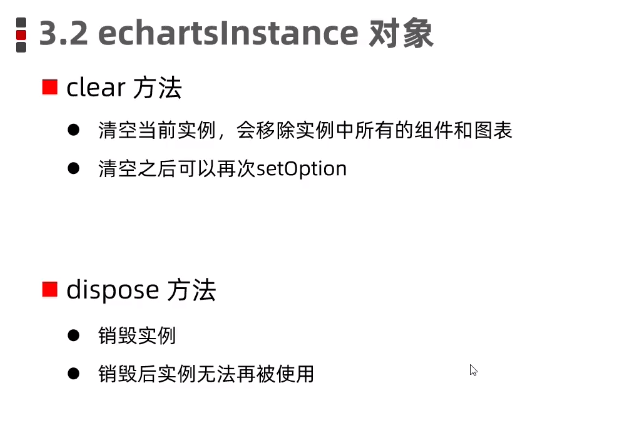 3.2 echartsInstance 对象
clear 方法
清空当前实例，会移除实例中所有的组件和图表
清空之后可以再次setOption
dispose 方法
销毁实例
销毁后实例无法再被使用